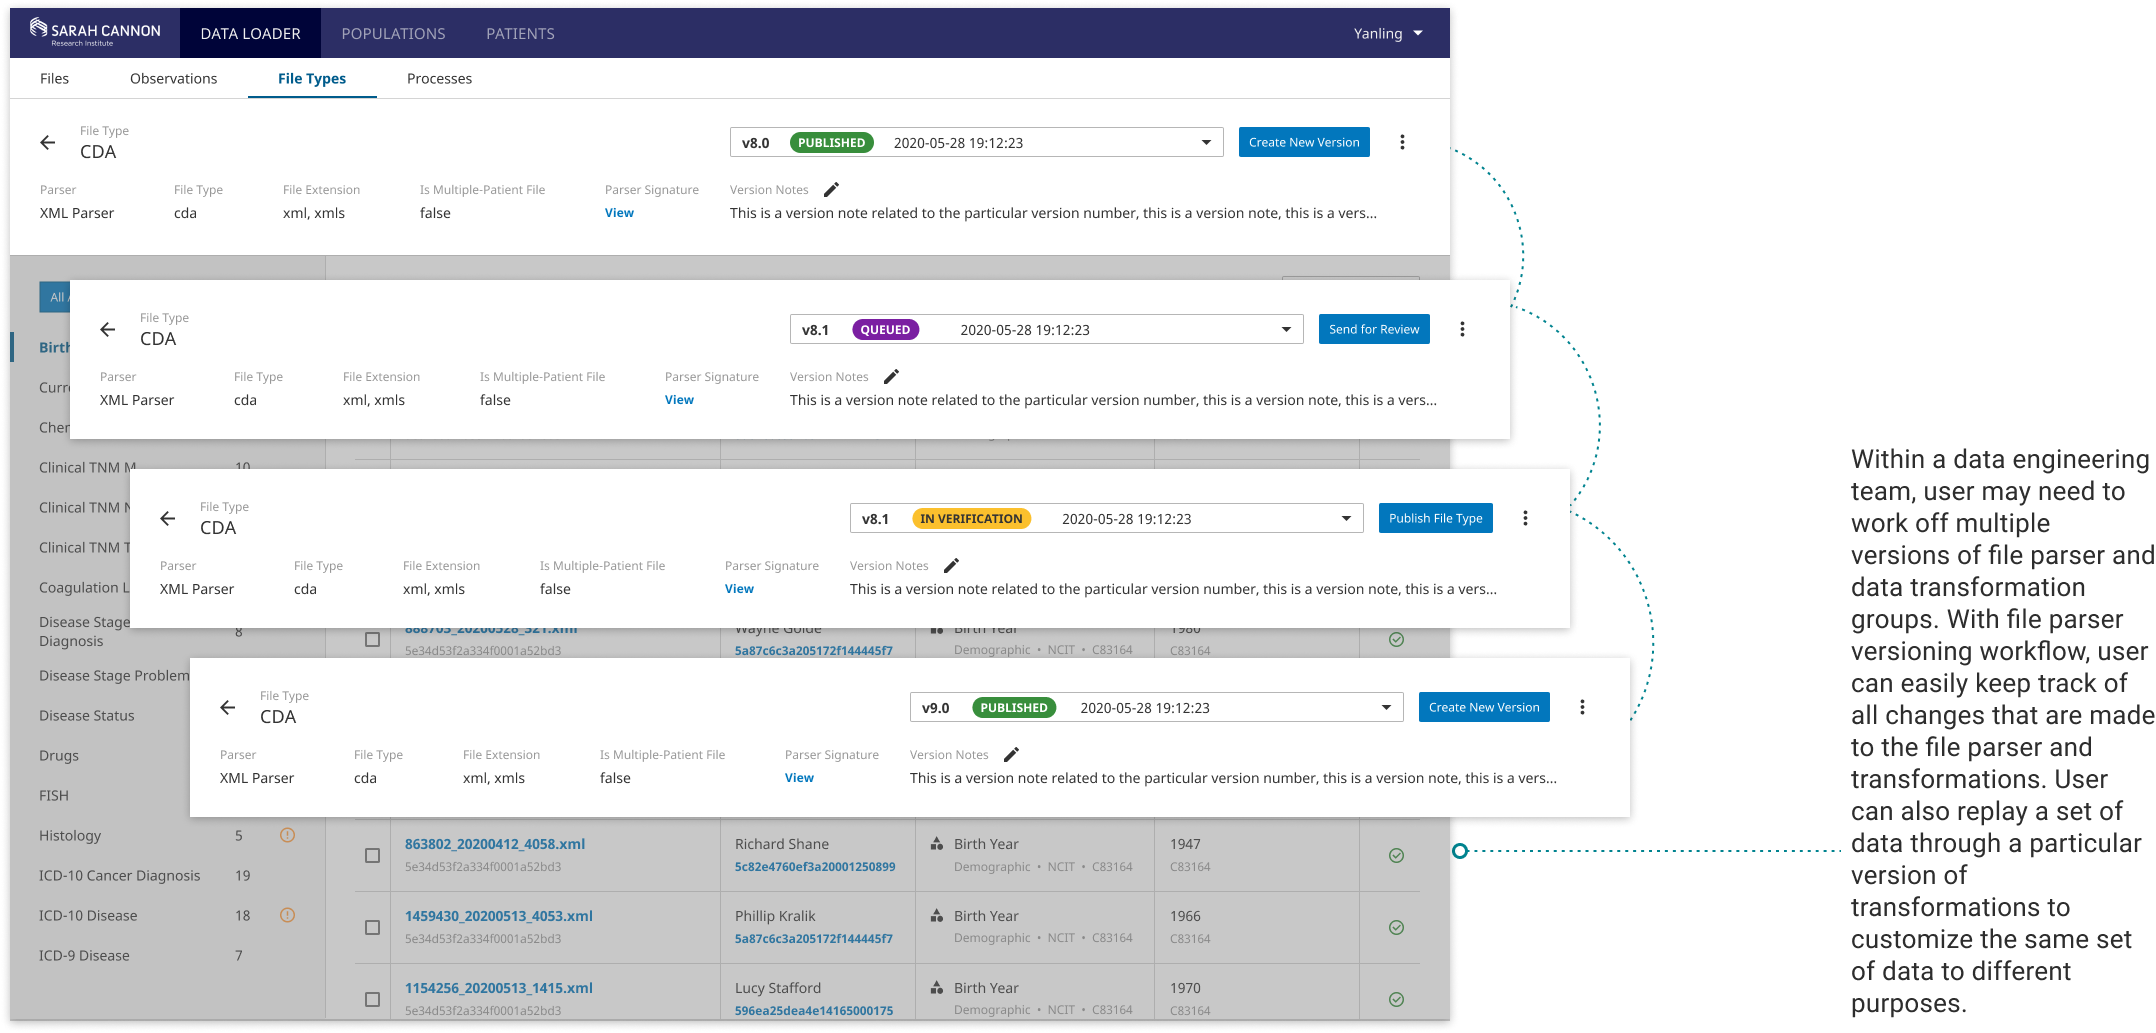 SARAH CANNON
Research Institute
DATA LOADER
POPULATIONS
PATIENTS
Yanling
Files
Observations
File Types
Processes
File Type
CDA
v8.0 PUBLISHED 2020-05-28 19:12:23
Create New Version
Parser File Type File Extension Is Multiple-Patient File Parser Signature Version Notes
XML Parser cda xml, xmls false View This is a version note related to the particular version number, this is a version note, this is a vers...
All
File Type
CDA
v8.1 QUEUED 2020-05-28 19:12:23
Send for Review
Parser File Type File Extension Is Multiple-Patient File Parser Signature Version Notes
XML Parser cda xml, xmls false View This is a version note related to the particular version number, this is a version note, this is a vers...
Clinical TNM M 10
File Type
CDA
v8.1 IN VERIFICATION 2020-05-28 19:12:23
Publish File Type
Parser File Type File Extension Is Multiple-Patient File Parser Signature Version Notes
XML Parser cda xml, xmls false View This is a version note related to the particular version number, this is a version note, this is a vers...
Clinical TNM N
Clinical TNM T
Coagulation L
Disease Stage
Diagnosis
8
888703_20200528_321.xml Wayne Golde Birth Year 1980
5e34d53f2a334f0001a52bd3 5a87c6c3a205172f144445f7 Demographic • NCIT • C83164 C83164
Disease Stage Problem
File Type
CDA
v9.0 PUBLISHED 2020-05-28 19:12:23
Create New Version
Parser File Type File Extension Is Multiple-Patient File Parser Signature Version Notes
XML Parser cda xml, xmls false View This is a version note related to the particular version number, this is a version note, this is a vers...
Disease Status
Drugs
FISH
Histology 5
ICD-10 Cancer Diagnosis 19
ICD-10 Disease 18
ICD-9 Disease 7
863802_20200412_4058.xml Richard Shane Birth Year 1947
5e34d53f2a334f0001a52bd3 5c82e4760ef3a20001250899 Demographic • NCIT • C83164 C83164
1459430_20200513_4053.xml Phillip Kralik Birth Year 1966
5e34d53f2a334f0001a52bd3 5a87c6c3a205172f144445f7 Demographic • NCIT • C83164 C83164
1154256_20200513_1415.xml Lucy Stafford Birth Year 1970
5e34d53f2a334f0001a52bd3 596ea25dea4e14165000175 Demographic • NCIT • C83164 C83164
Within a data engineering
team, user may need to
work off multiple
versions of file parser and
data transformation
groups. With file parser
versioning workflow, user
can easily keep track of
all changes that are made
to the file parser and
transformations. User
can also replay a set of
data through a particular
version of
transformations to
customize the same set
of data to different
purposes.